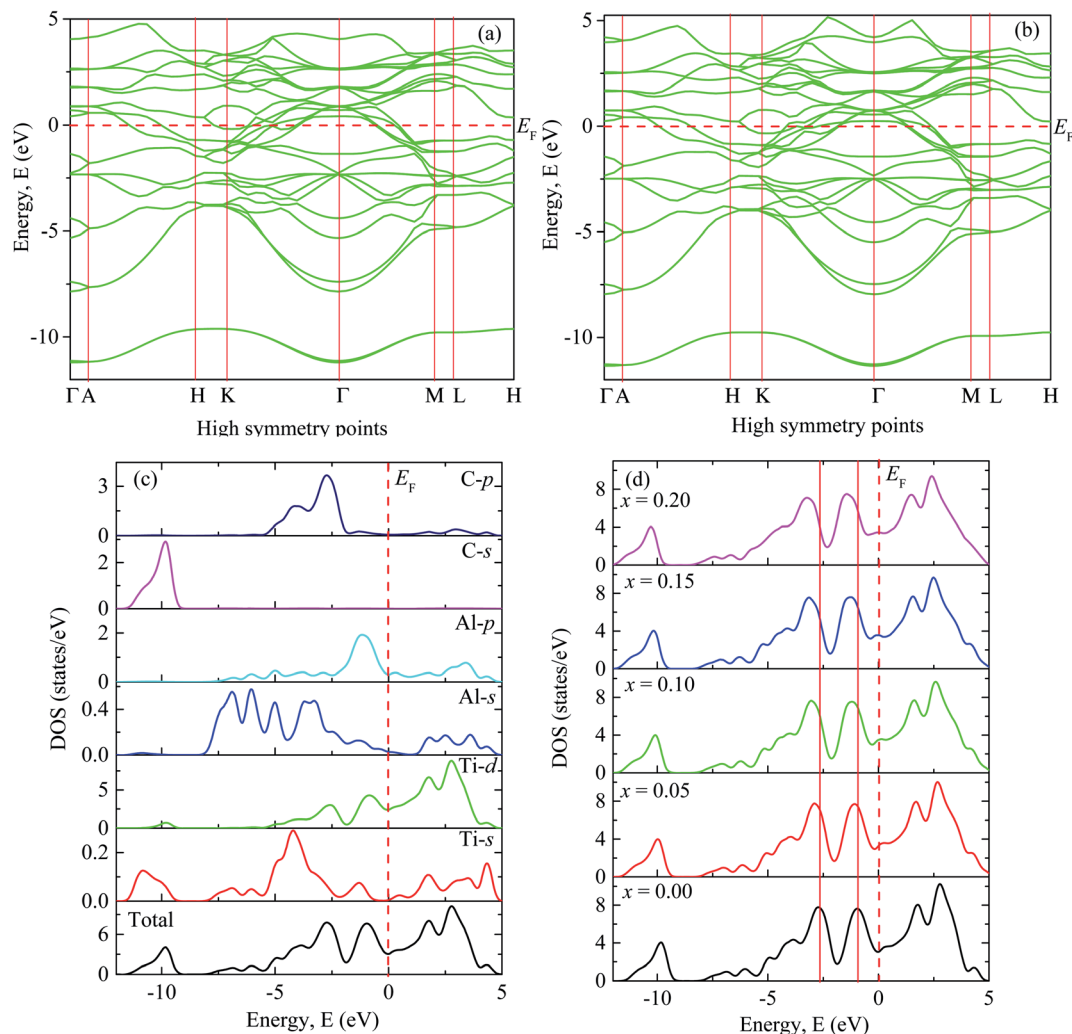 (a)
5
0
-5
-10
Energy, E (eV)
E_F
Γ A H K Γ M L H
High symmetry points
(b)
5
0
-5
-10
Energy, E (eV)
E_F
Γ A H K Γ M L H
High symmetry points
(c)
E_F
C-p
3
0
C-s
2
0
Al-p
2
0
Al-s
0.4
0.0
Ti-d
5
0
Ti-s
0.2
0.0
Total
6
3
0
DOS (states/eV)
-10 -5 0 5
Energy, E (eV)
(d)
E_F
x = 0.20
8
4
0
x = 0.15
8
4
0
x = 0.10
8
4
0
x = 0.05
8
4
0
x = 0.00
8
4
0
DOS (states/eV)
-10 -5 0 5
Energy, E (eV)